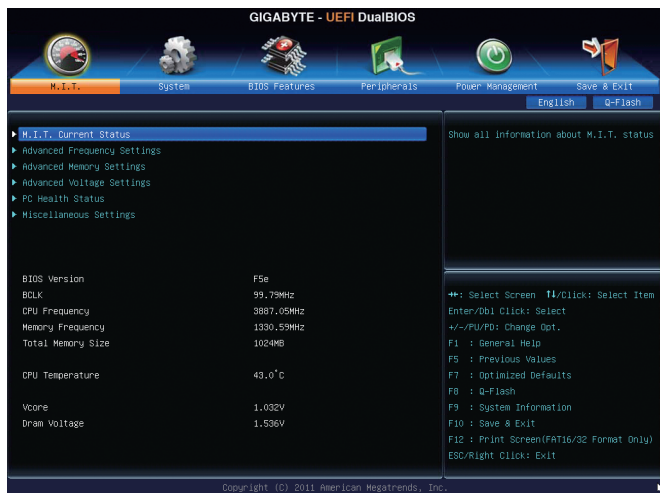 GIGABYTE - UEFI DualBIOS
M.I.T. System BIOS Features Peripherals Power Management Save & Exit
English Q-Flash
M.I.T. Current Status
Advanced Frequency Settings
Advanced Memory Settings
Advanced Voltage Settings
PC Health Status
Miscellaneous Settings
Show all information about M.I.T. status
BIOS Version F5e
BCLK 99.79MHz
CPU Frequency 3887.05MHz
Memory Frequency 1330.59MHz
Total Memory Size 1024MB
CPU Temperature 43.0°C
Vcore 1.032V
Dram Voltage 1.536V
→←: Select Screen ↑↓/Click: Select Item
Enter/Dbl Click: Select
+/-/PU/PD: Change Opt.
F1 : General Help
F5 : Previous Values
F7 : Optimized Defaults
F8 : Q-Flash
F9 : System Information
F10 : Save & Exit
F12 : Print Screen(FAT16/32 Format Only)
ESC/Right Click: Exit
Copyright (C) 2011 American Megatrends, Inc.